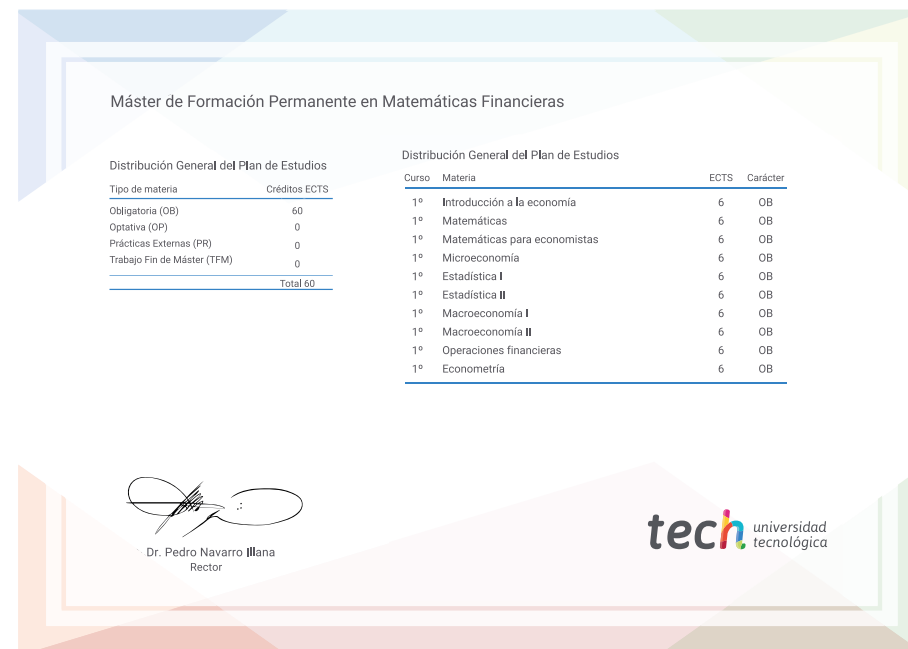 Máster de Formación Permanente en Matemáticas Financieras
Distribución General del Plan de Estudios
Tipo de materia Créditos ECTS
Obligatoria (OB) 60
Optativa (OP) 0
Prácticas Externas (PR) 0
Trabajo Fin de Máster (TFM) 0
Total 60
Distribución General del Plan de Estudios
Curso Materia ECTS Carácter
1º Introducción a la economía 6 OB
1º Matemáticas 6 OB
1º Matemáticas para economistas 6 OB
1º Microeconomía 6 OB
1º Estadística I 6 OB
1º Estadística II 6 OB
1º Macroeconomía I 6 OB
1º Macroeconomía II 6 OB
1º Operaciones financieras 6 OB
1º Econometría 6 OB
Dr. Pedro Navarro Illana
Rector
tech universidad
tecnológica